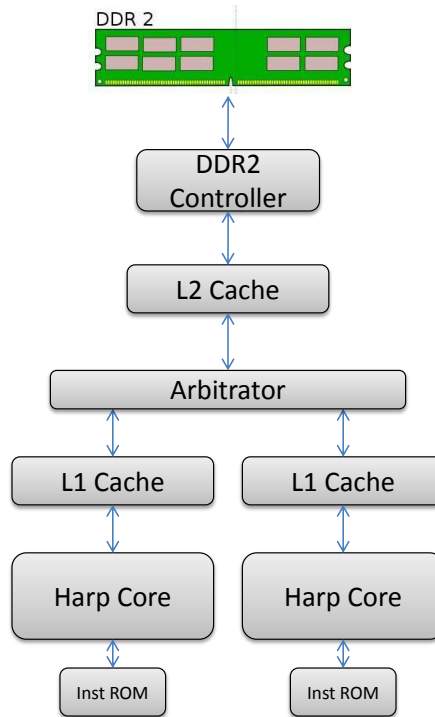 DDR 2
DDR2
Controller
L2 Cache
Arbitrator
L1 Cache
L1 Cache
Harp Core
Harp Core
Inst ROM
Inst ROM